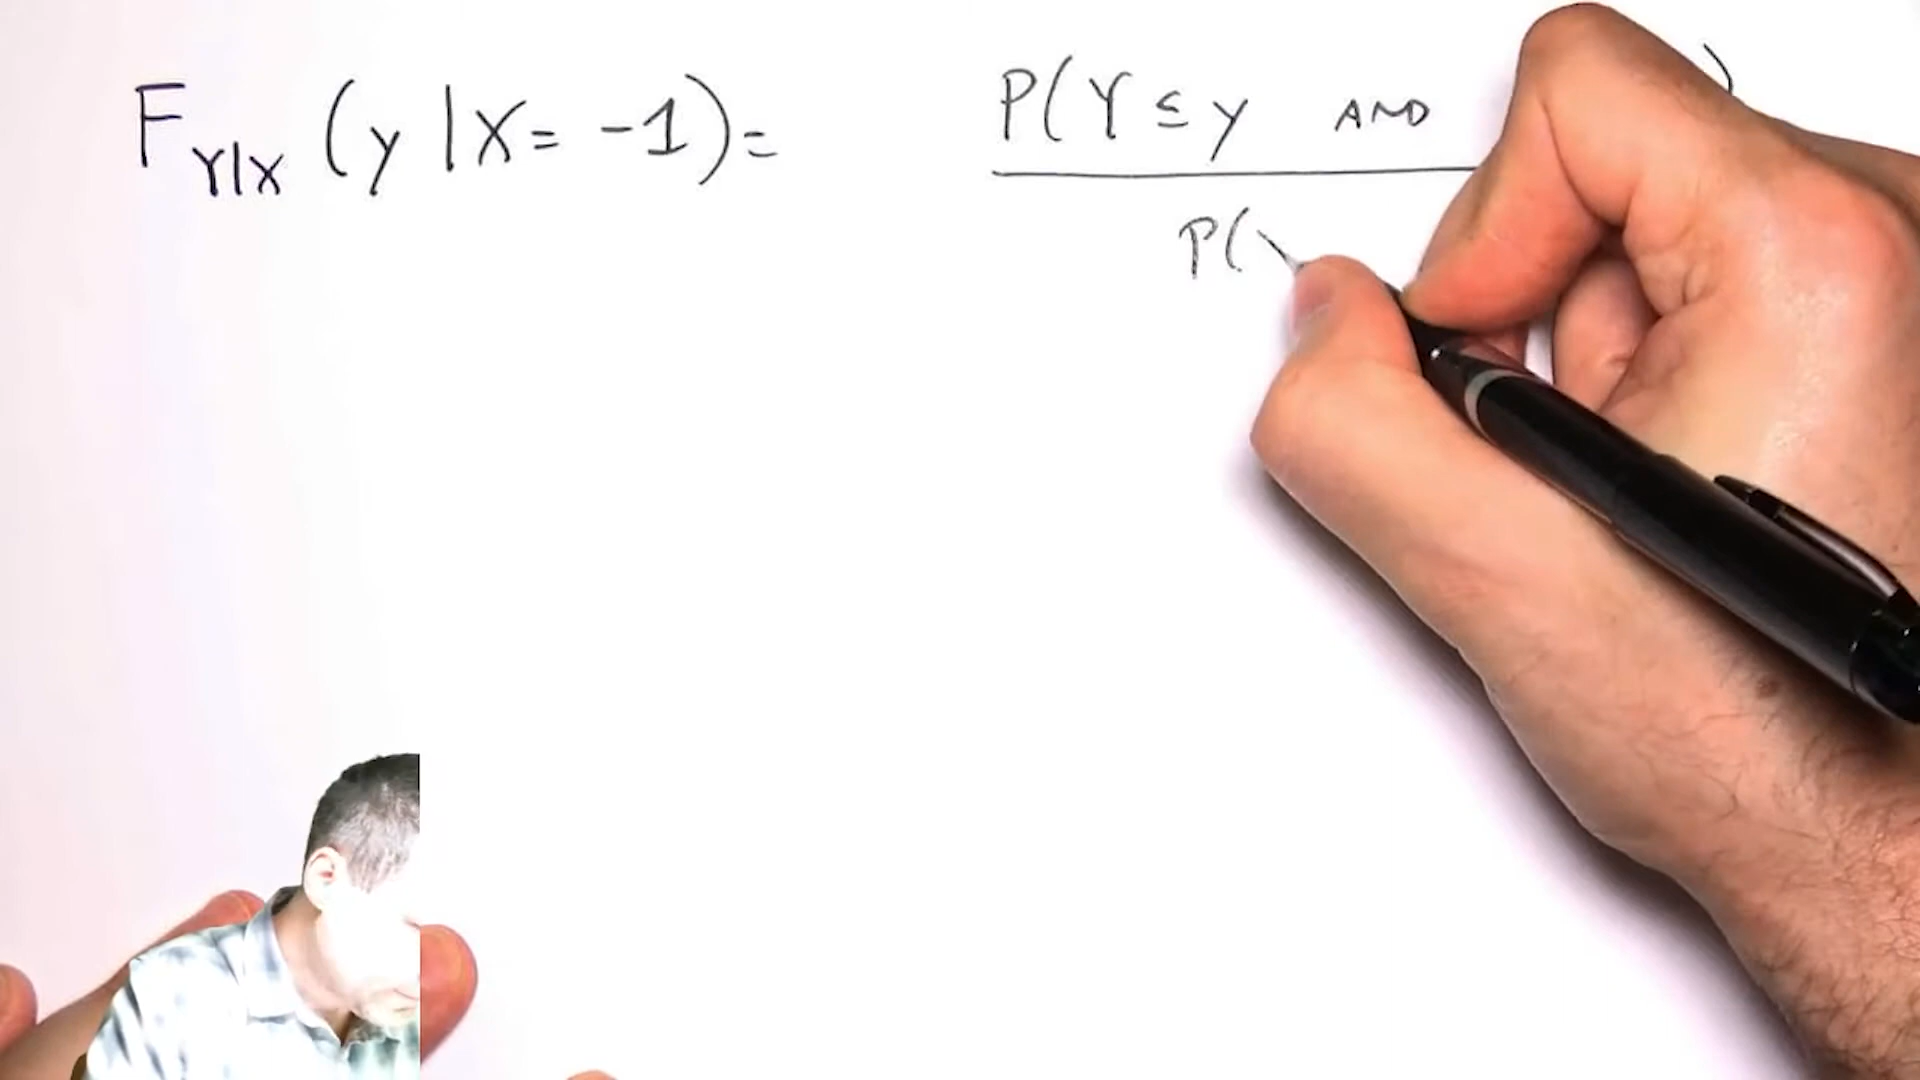 F_{Y|X} (y | X = -1) = P(Y ≤ y AND )
P(